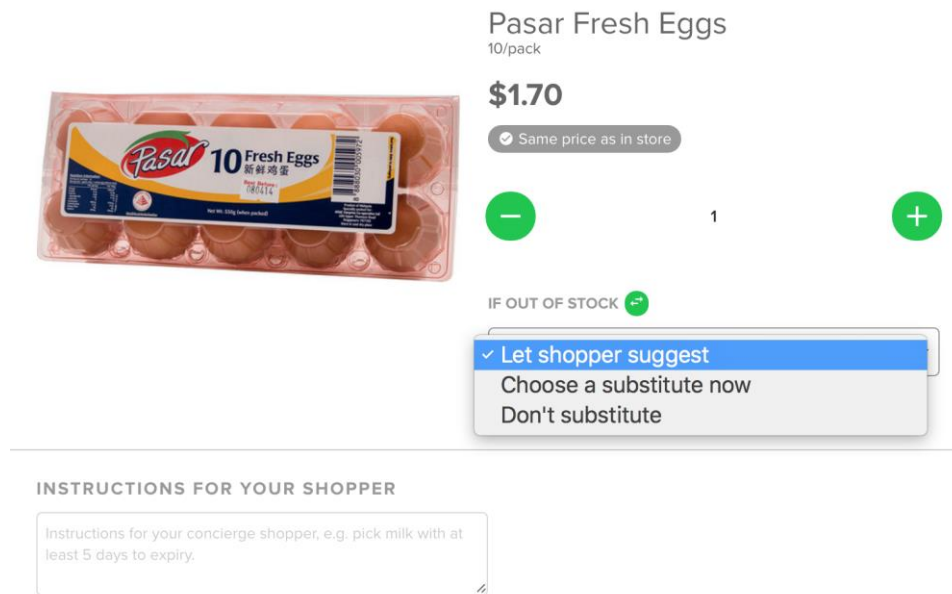 Pasar Fresh Eggs
10/pack
$1.70
Same price as in store
Pasar
10 Fresh Eggs
新鲜鸡蛋
080414
1
IF OUT OF STOCK
Let shopper suggest
Choose a substitute now
Don't substitute
INSTRUCTIONS FOR YOUR SHOPPER
Instructions for your concierge shopper, e.g. pick milk with at
least 5 days to expiry.